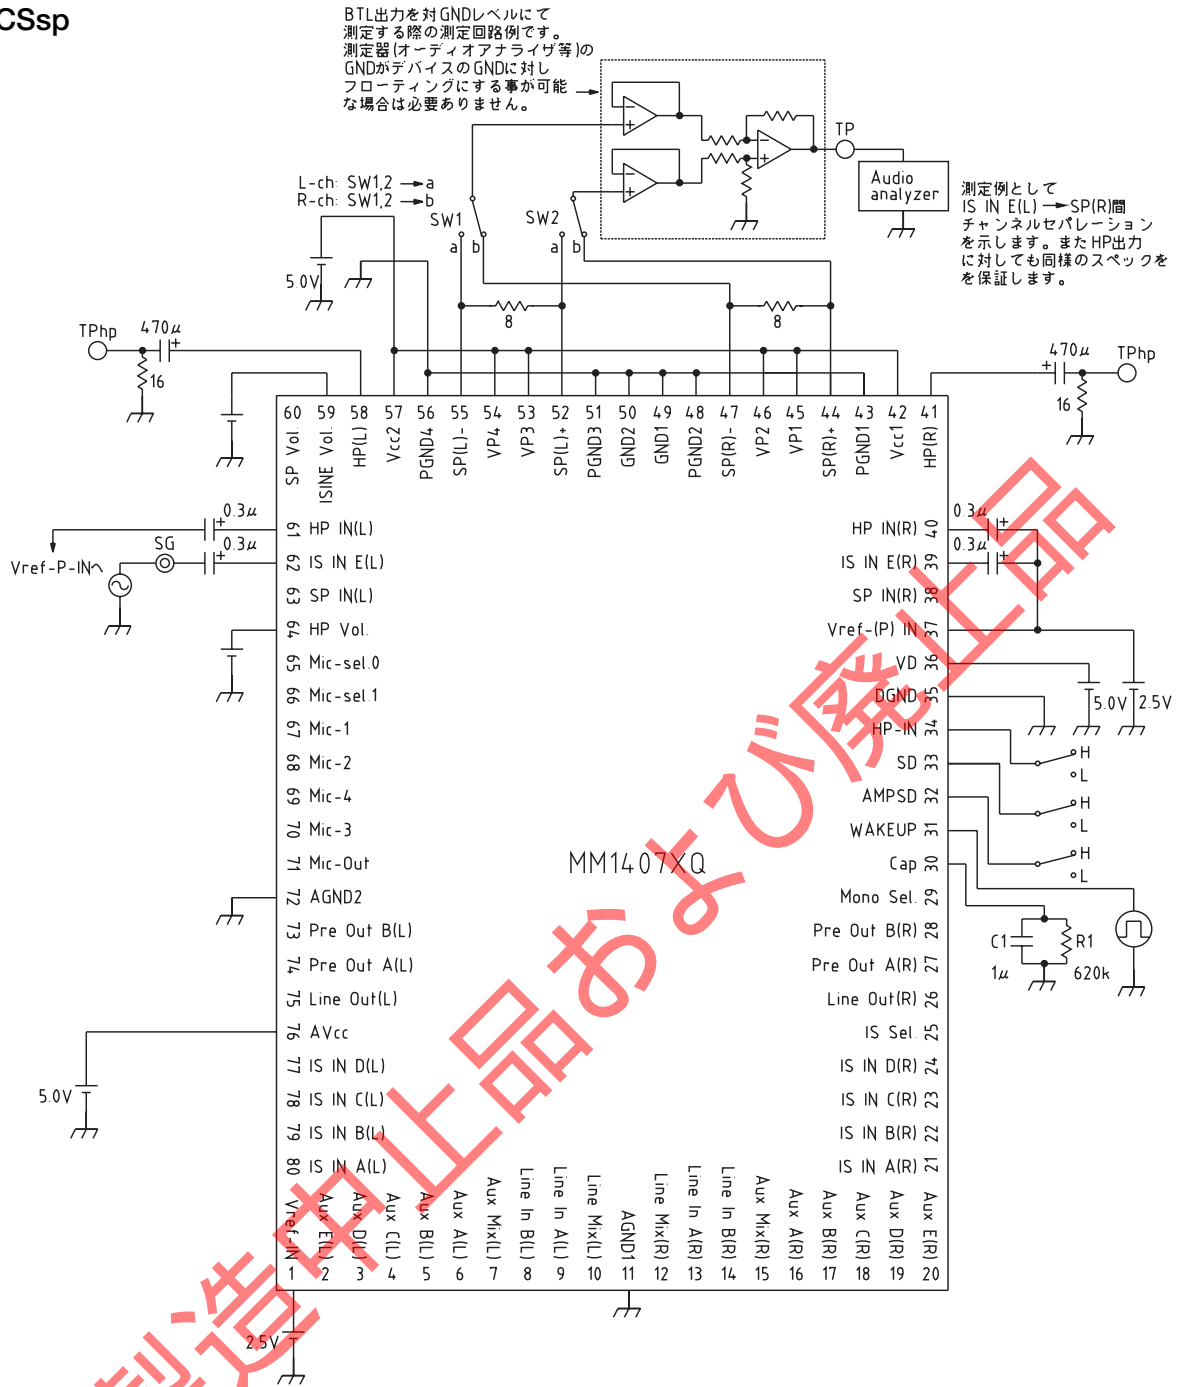 CSsp
BTL出力を対GNDレベルにて
測定する際の測定回路例です。
測定器(オーディオアナライザ等)の
GNDがデバイスのGNDに対し
フローティングにする事が可能
な場合は必要ありません。
TP
Audio
analyzer
測定例として
IS IN E(L) → SP(R)間
チャンネルセパレーション
を示します。また HP出力
に対しても同様のスペックを
を保証します。
L-ch: SW1,2 → a
R-ch: SW1,2 → b
SW1
a b
SW2
a b
5.0V
8
8
TPhp
470μ
+
16
470μ
+
TPhp
16
60 59 58 57 56 55 54 53 52 51 50 49 48 47 46 45 44 43 42 41
SP Vol.
ISINE Vol.
HP(L)
Vcc2
PGND4
SP(L)-
VP4
VP3
SP(L)+
PGND3
GND2
GND1
PGND2
SP(R)-
VP2
VP1
SP(R)+
PGND1
Vcc1
HP(R)
0.3μ
+
61 HP IN(L)
Vref-P-INへ
SG
0.3μ
+
62 IS IN E(L)
63 SP IN(L)
64 HP Vol.
65 Mic-sel.0
66 Mic-sel.1
67 Mic-1
68 Mic-2
69 Mic-4
70 Mic-3
71 Mic-Out
72 AGND2
73 Pre Out B(L)
74 Pre Out A(L)
75 Line Out(L)
76 AVcc
5.0V
77 IS IN D(L)
78 IS IN C(L)
79 IS IN B(L)
80 IS IN A(L)
MM1407XQ
HP IN(R) 40
0.3μ
+
IS IN E(R) 39
0.3μ
+
SP IN(R) 38
Vref-(P) IN 37
VD 36
5.0V
2.5V
DGND 35
HP-IN 34
H
L
SD 33
H
L
AMPSD 32
H
L
WAKEUP 31
Cap 30
C1
1μ
R1
620k
Mono Sel. 29
Pre Out B(R) 28
Pre Out A(R) 27
Line Out(R) 26
IS Sel. 25
IS IN D(R) 24
IS IN C(R) 23
IS IN B(R) 22
IS IN A(R) 21
Vref-IN
Aux E(L)
Aux D(L)
Aux C(L)
Aux B(L)
Aux A(L)
Aux Mix(L)
Line In B(L)
Line In A(L)
Line Mix(L)
AGND1
Line Mix(R)
Line In A(R)
Line In B(R)
Aux Mix(R)
Aux A(R)
Aux B(R)
Aux C(R)
Aux D(R)
Aux E(R)
1 2 3 4 5 6 7 8 9 10 11 12 13 14 15 16 17 18 19 20
2.5V
製造中止品および廃止品